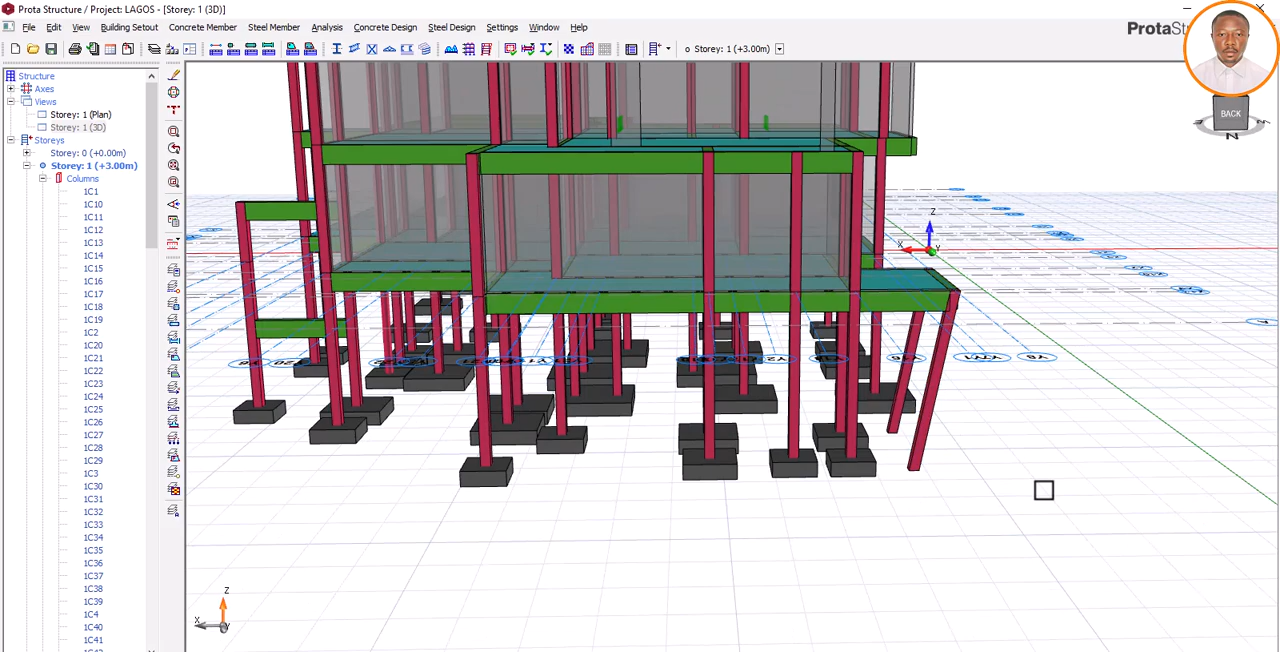 Prota Structure / Project: LAGOS - [Storey: 1 (3D)]
File Edit View Building Setout Concrete Member Steel Member Analysis Concrete Design Steel Design Settings Window Help
Storey: 1 (+3.00m)
Structure
Axes
Views
Storey: 1 (Plan)
Storey: 1 (3D)
Storeys
Storey: 0 (+0.00m)
Storey: 1 (+3.00m)
Columns
1C1
1C10
1C11
1C12
1C13
1C14
1C15
1C16
1C17
1C18
1C19
1C2
1C20
1C21
1C22
1C23
1C24
1C25
1C26
1C27
1C28
1C29
1C3
1C30
1C31
1C32
1C33
1C34
1C35
1C36
1C37
1C38
1C39
1C4
1C40
1C41
BACK
N
Z
X
Y
Z
X
Y